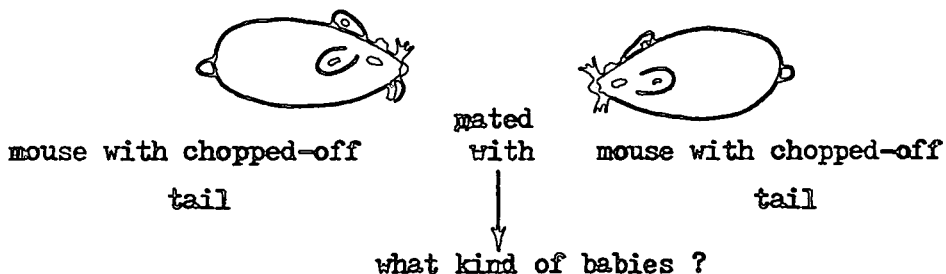 mated
mouse with chopped-off with mouse with chopped-off
tail tail
what kind of babies ?